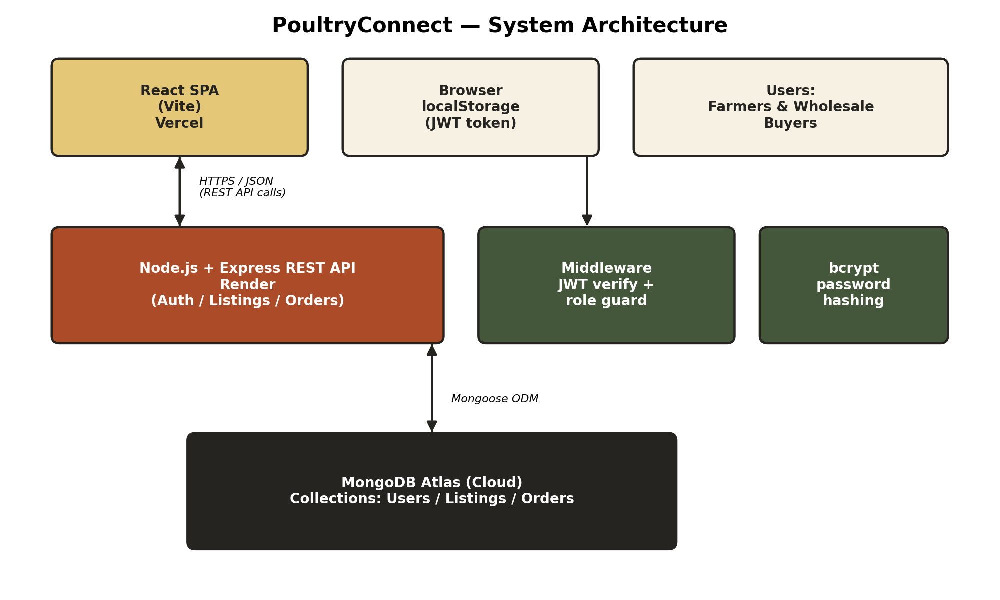 PoultryConnect — System Architecture
React SPA
(Vite)
Vercel
Browser
localStorage
(JWT token)
Users:
Farmers & Wholesale
Buyers
HTTPS / JSON
(REST API calls)
Node.js + Express REST API
Render
(Auth / Listings / Orders)
Middleware
JWT verify +
role guard
bcrypt
password
hashing
Mongoose ODM
MongoDB Atlas (Cloud)
Collections: Users / Listings / Orders